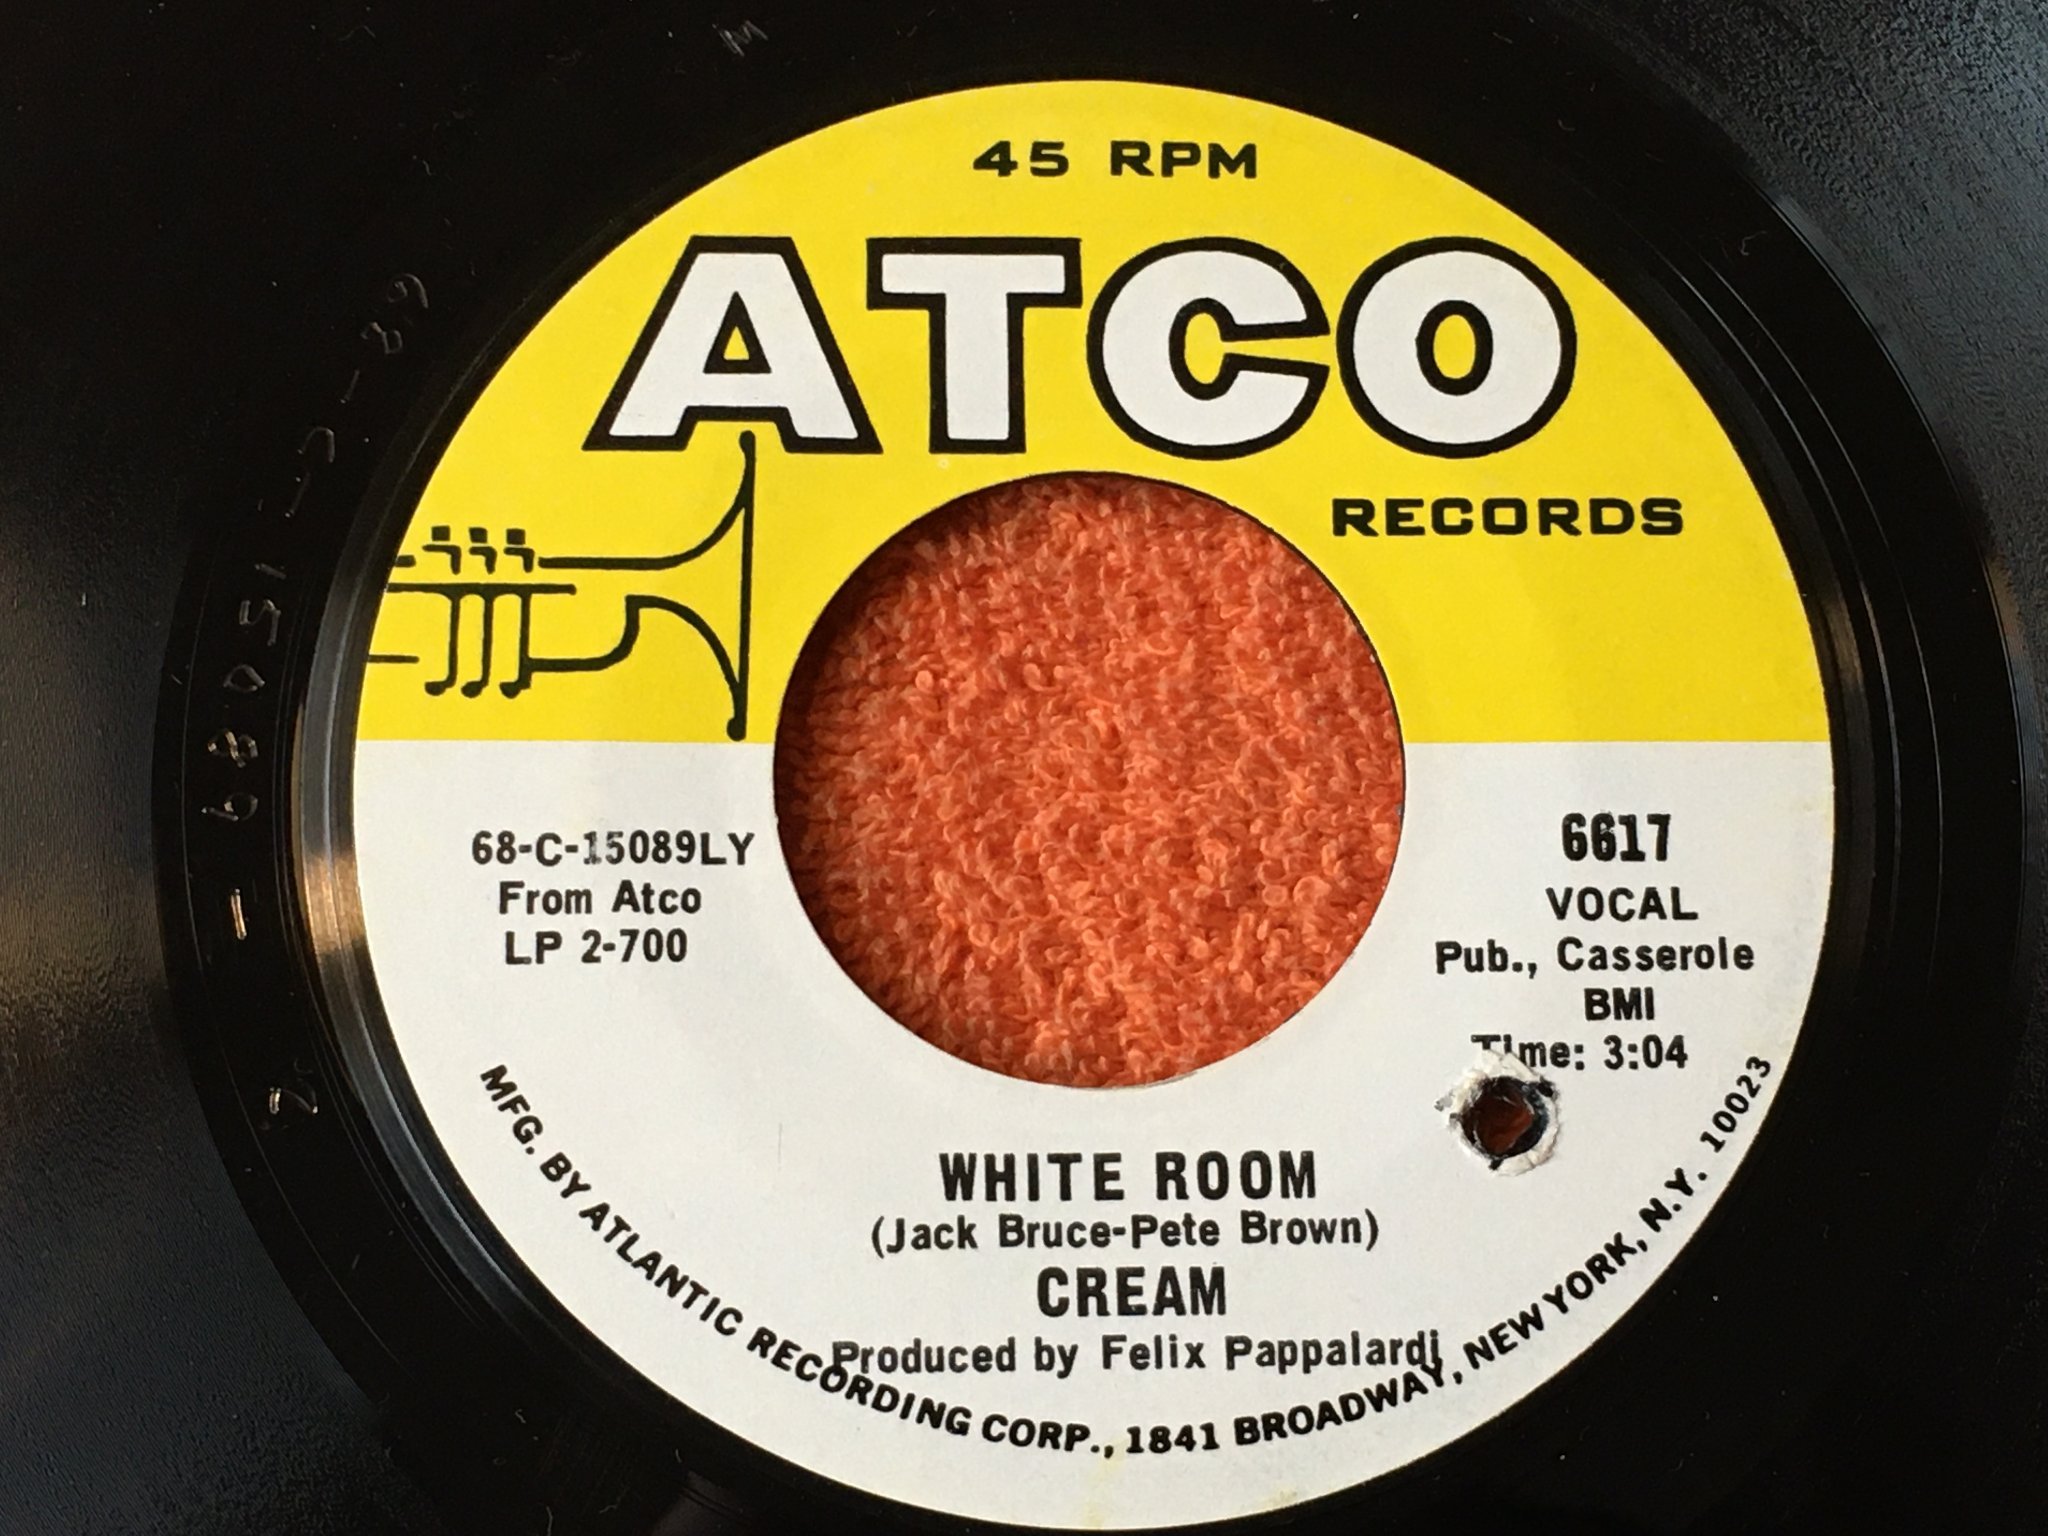 45 RPM
ATCO
RECORDS
68-C-15089LY
From Atco
LP 2-700
6617
VOCAL
Pub., Casserole
BMI
Time: 3:04
WHITE ROOM
(Jack Bruce-Pete Brown)
CREAM
Produced by Felix Pappalardi
MFG. BY ATLANTIC RECORDING CORP., 1841 BROADWAY, NEW YORK, N.Y. 10023